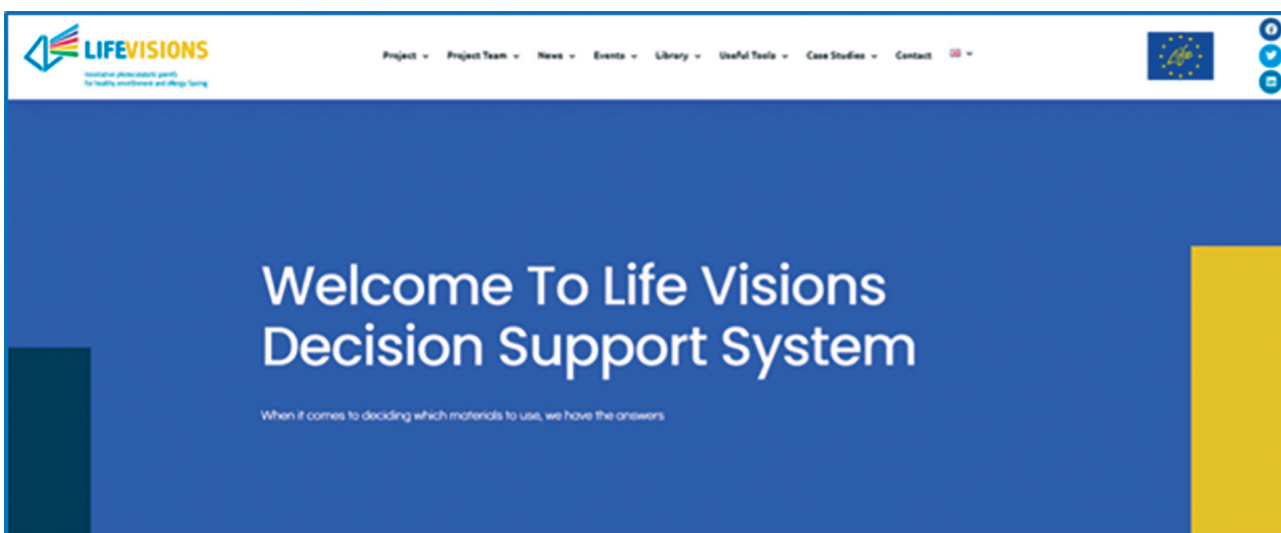 LIFEVISIONS
Innovative photocatalytic paints
for healthy environment and energy saving
Project Project Team News Events Library Useful Tools Case Studies Contact
Life
Welcome To Life Visions
Decision Support System
When it comes to deciding which materials to use, we have the answers